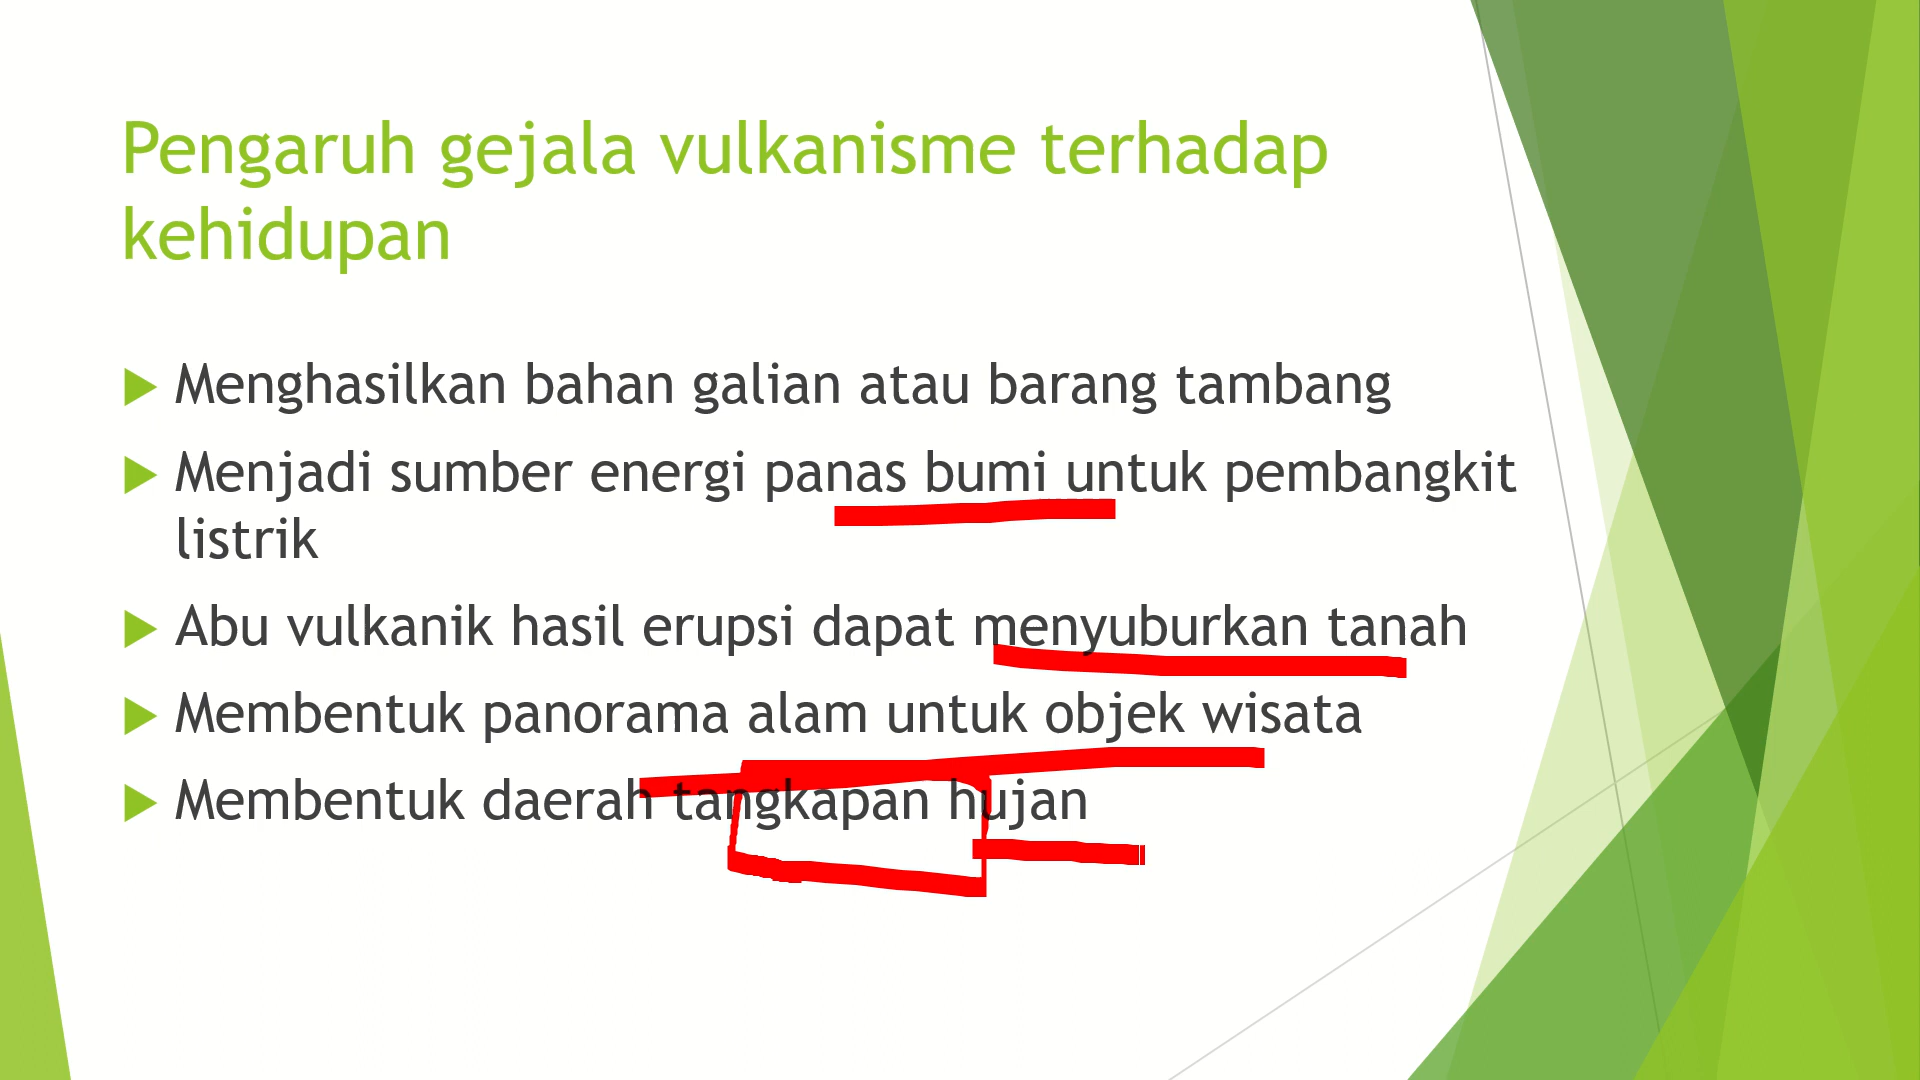 Pengaruh gejala vulkanisme terhadap
kehidupan
Menghasilkan bahan galian atau barang tambang
Menjadi sumber energi panas bumi untuk pembangkit
listrik
Abu vulkanik hasil erupsi dapat menyuburkan tanah
Membentuk panorama alam untuk objek wisata
Membentuk daerah tangkapan hujan